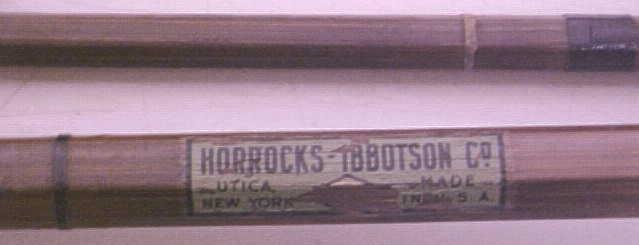 HORROCKS-IBBOTSON Cº
UTICA, MADE
NEW YORK IN U.S.A.